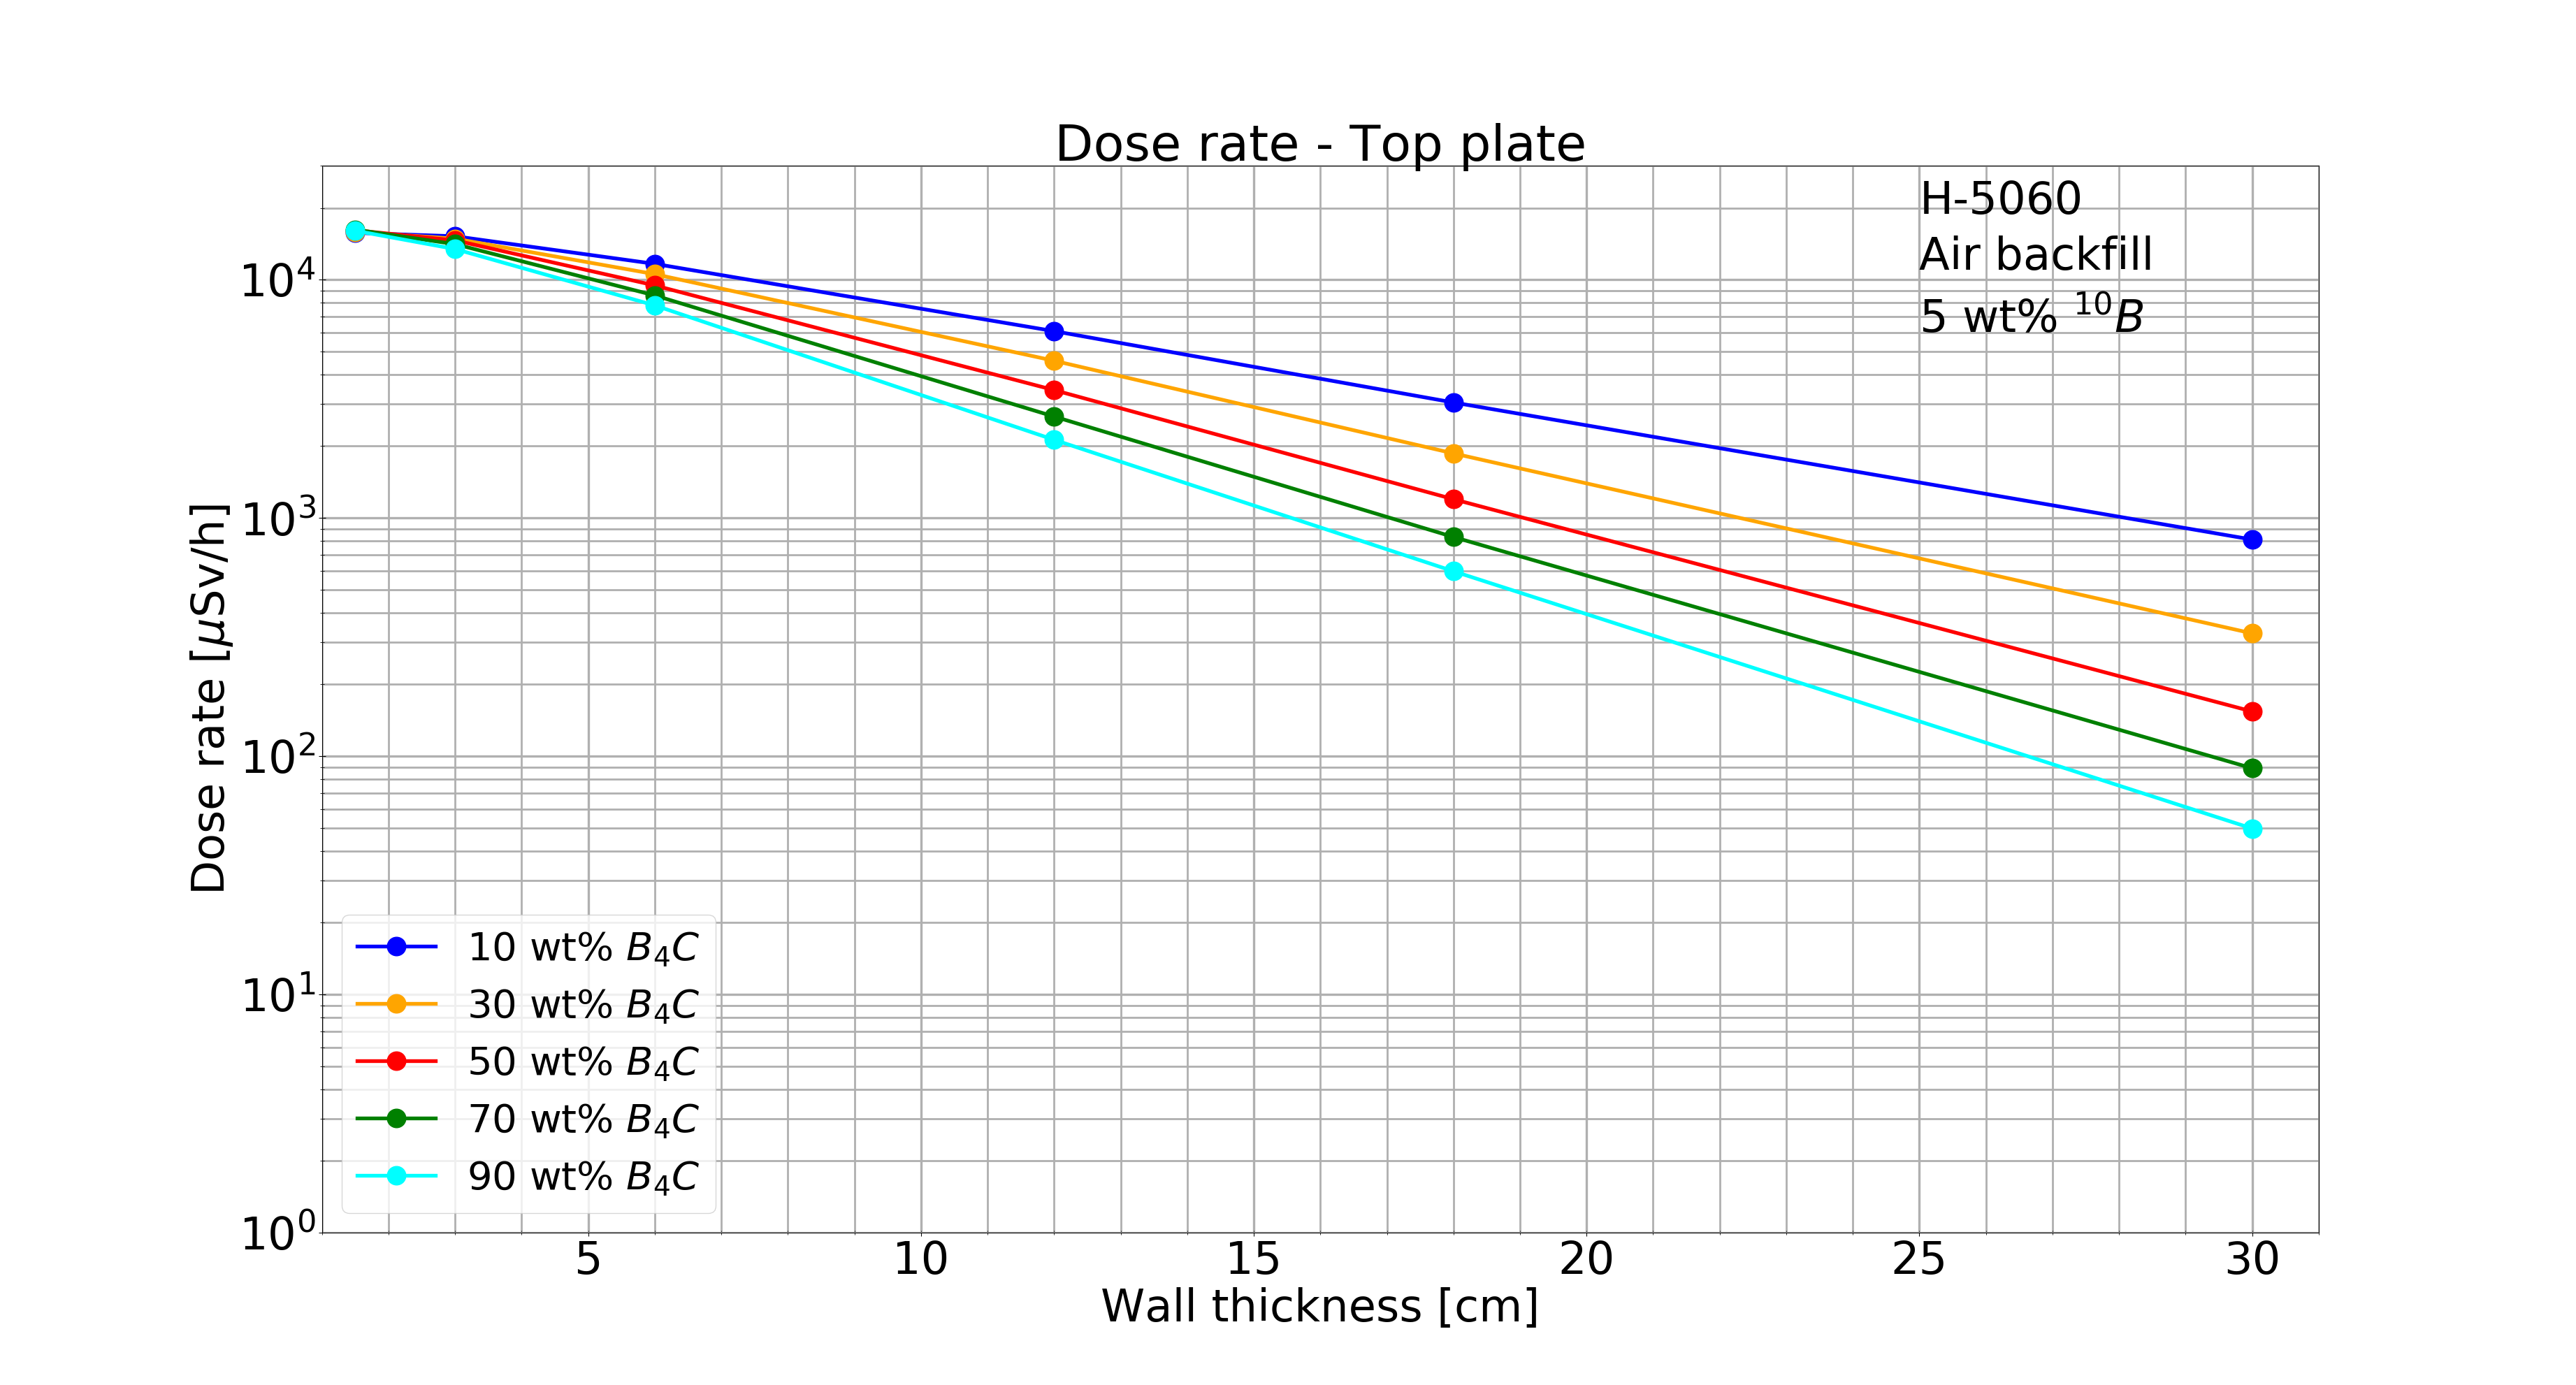 Dose rate - Top plate
H-5060
Air backfill
5 wt% ¹⁰B
Dose rate [μSv/h]
10⁴
10³
10²
10¹
10⁰
10 wt% B₄C
30 wt% B₄C
50 wt% B₄C
70 wt% B₄C
90 wt% B₄C
5 10 15 20 25 30
Wall thickness [cm]